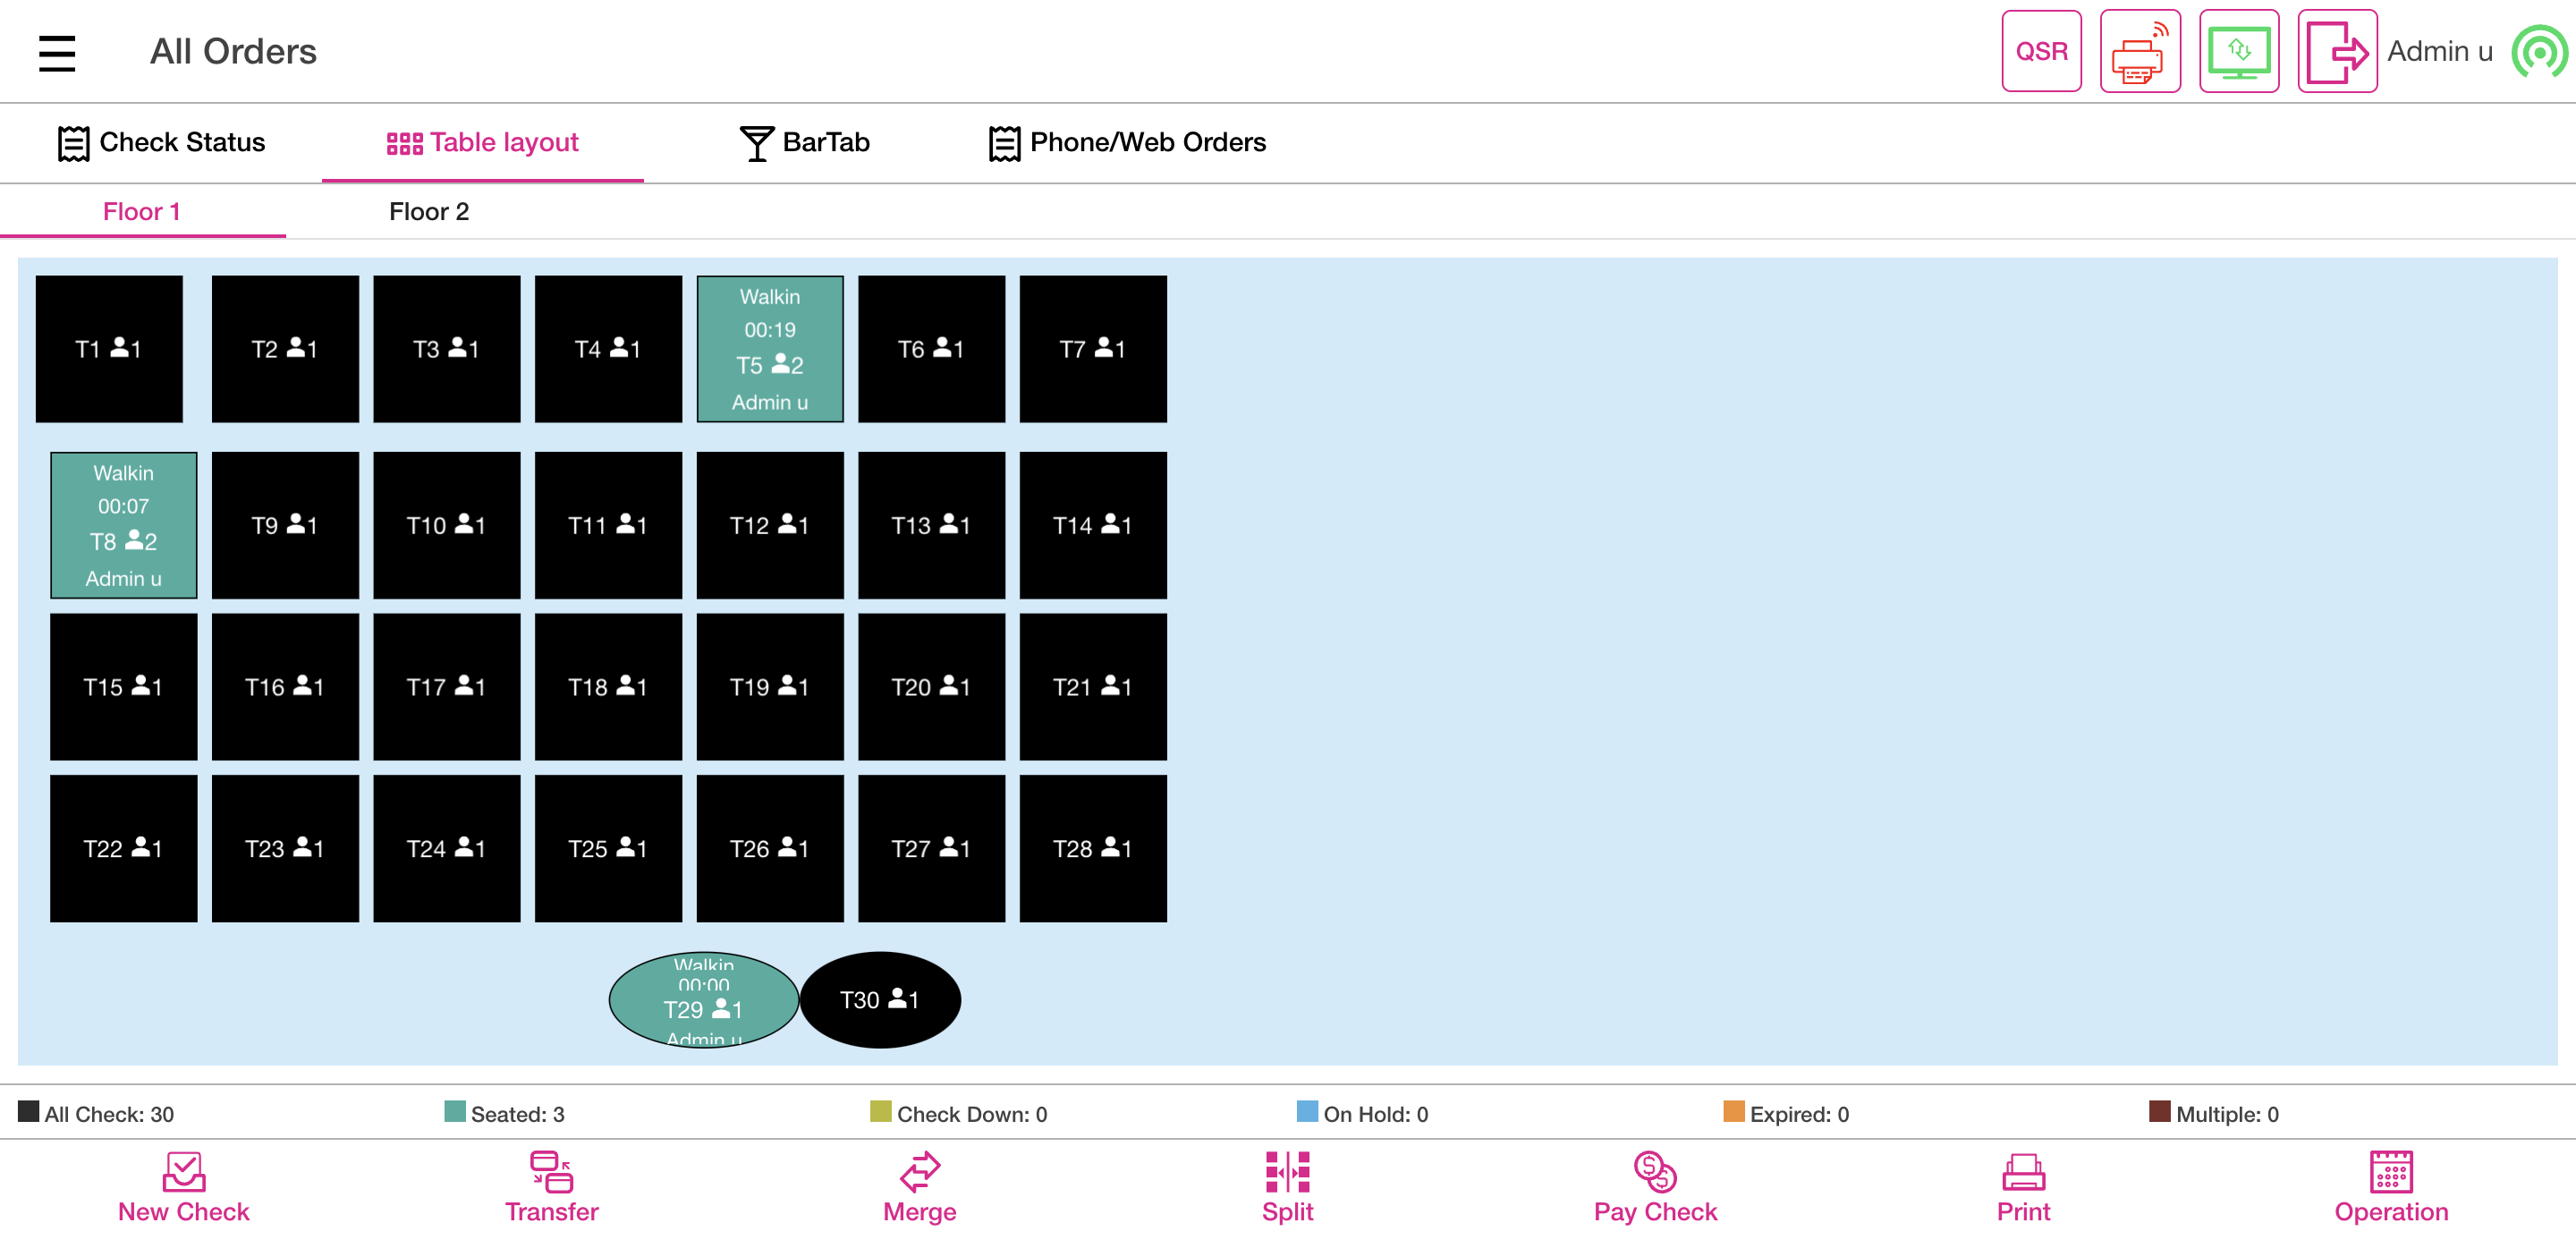 All Orders
QSR
Admin u
Check Status
Table layout
BarTab
Phone/Web Orders
Floor 1
Floor 2
T1 1
T2 1
T3 1
T4 1
Walkin
00:19
T5 2
Admin u
T6 1
T7 1
Walkin
00:07
T8 2
Admin u
T9 1
T10 1
T11 1
T12 1
T13 1
T14 1
T15 1
T16 1
T17 1
T18 1
T19 1
T20 1
T21 1
T22 1
T23 1
T24 1
T25 1
T26 1
T27 1
T28 1
Walkin
00:00
T29 1
Admin u
T30 1
All Check: 30
Seated: 3
Check Down: 0
On Hold: 0
Expired: 0
Multiple: 0
New Check
Transfer
Merge
Split
Pay Check
Print
Operation